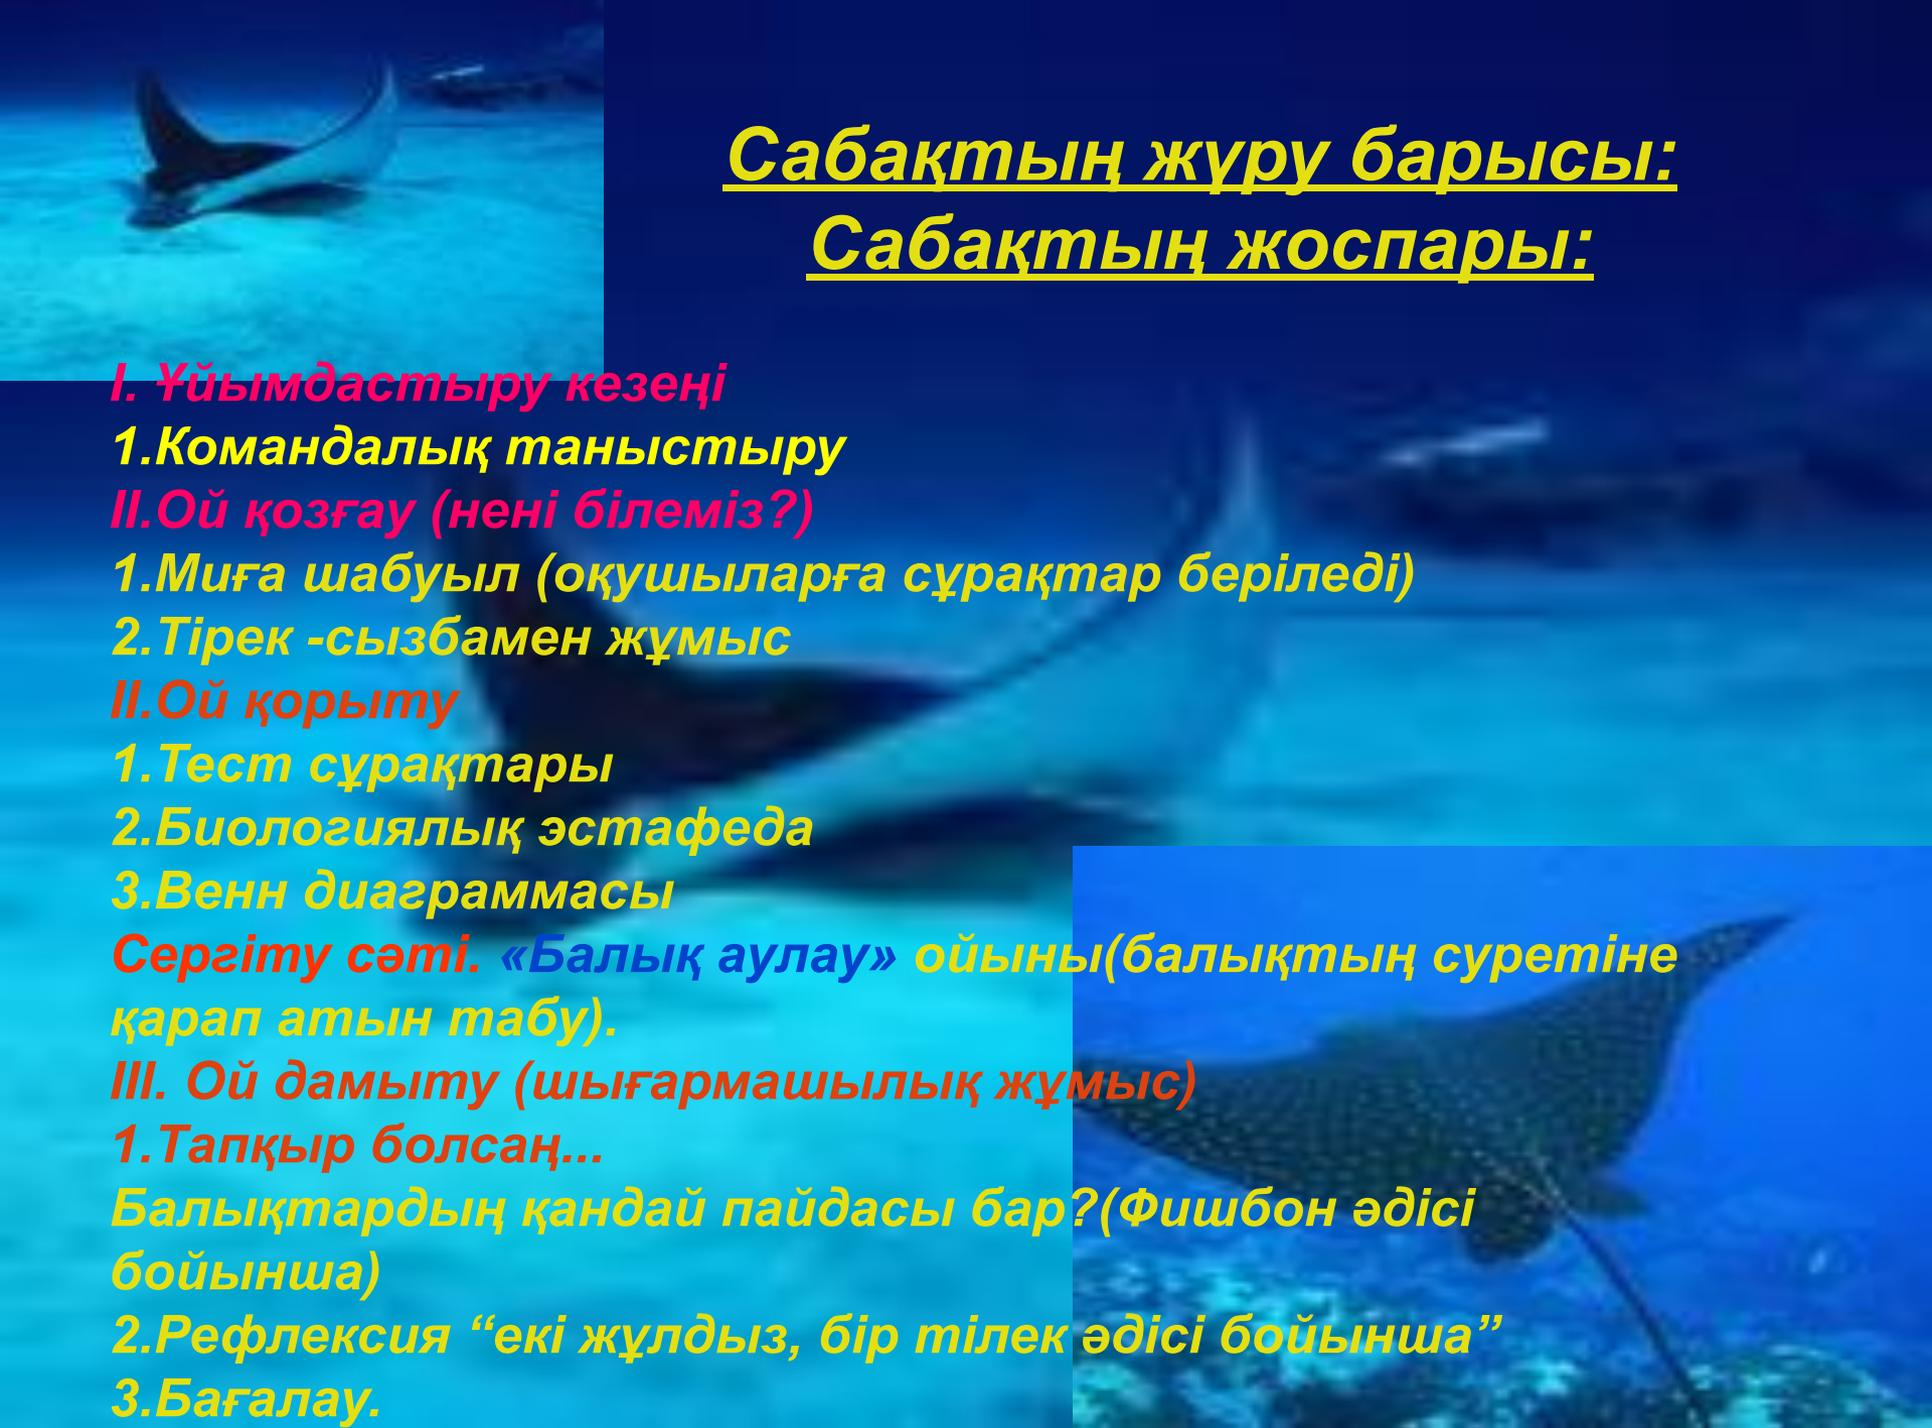 Сабақтың жүру барысы:
Сабақтың жоспары:
I. Ұйымдастыру кезеңі
1.Командалық таныстыру
II.Ой қозғау (нені білеміз?)
1.Миға шабуыл (оқушыларға сұрақтар беріледі)
2.Тірек -сызбамен жұмыс
II.Ой қорыту
1.Тест сұрақтары
2.Биологиялық эстафеда
3.Венн диаграммасы
Сергіту сәті. «Балық аулау» ойыны(балықтың суретіне
қарап атын табу).
III. Ой дамыту (шығармашылық жұмыс)
1.Тапқыр болсаң...
Балықтардың қандай пайдасы бар?(Фишбон әдісі
бойынша)
2.Рефлексия “екі жұлдыз, бір тілек әдісі бойынша”
3.Бағалау.